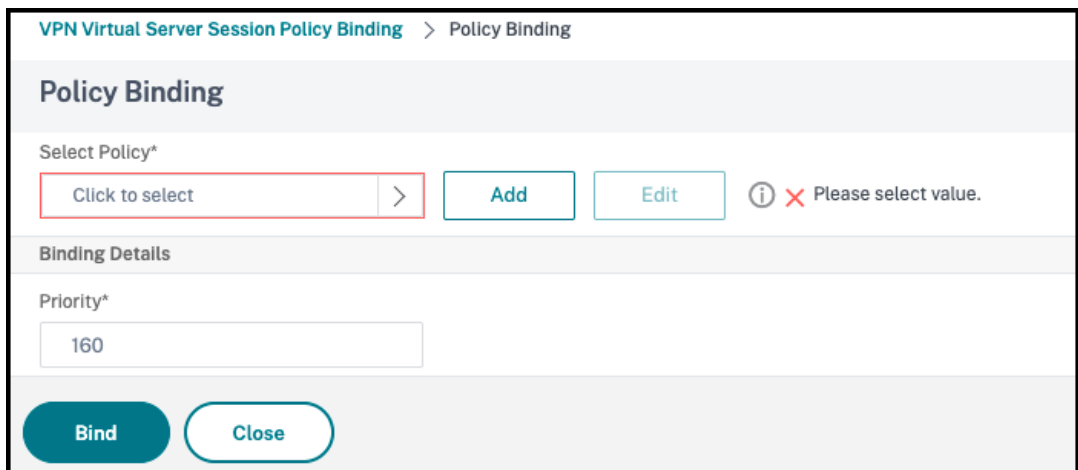 VPN Virtual Server Session Policy Binding > Policy Binding
Policy Binding
Select Policy*
Click to select > Add Edit Please select value.
Binding Details
Priority*
160
Bind Close